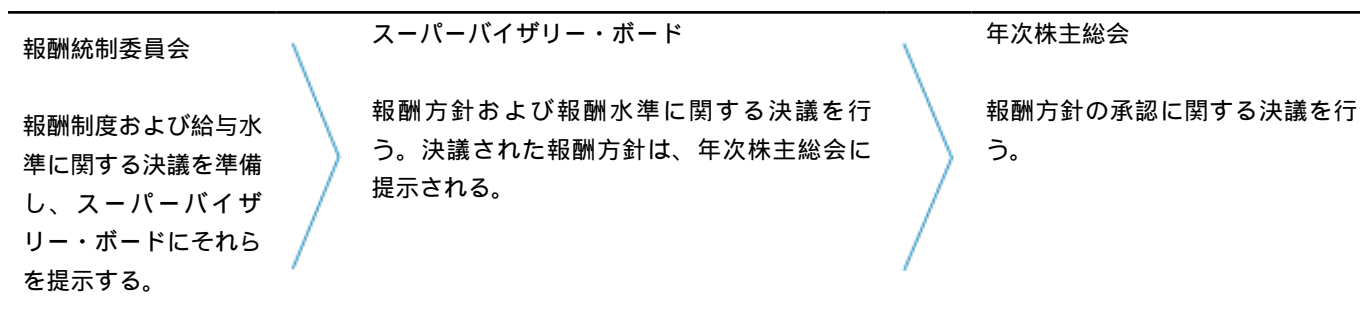 報酬統制委員会
報酬制度および給与水
準に関する決議を準備
し、スーパーバイザ
リー・ボードにそれら
を提示する。
スーパーバイザリー・ボード
報酬方針および報酬水準に関する決議を行
う。決議された報酬方針は、年次株主総会に
提示される。
年次株主総会
報酬方針の承認に関する決議を行
う。